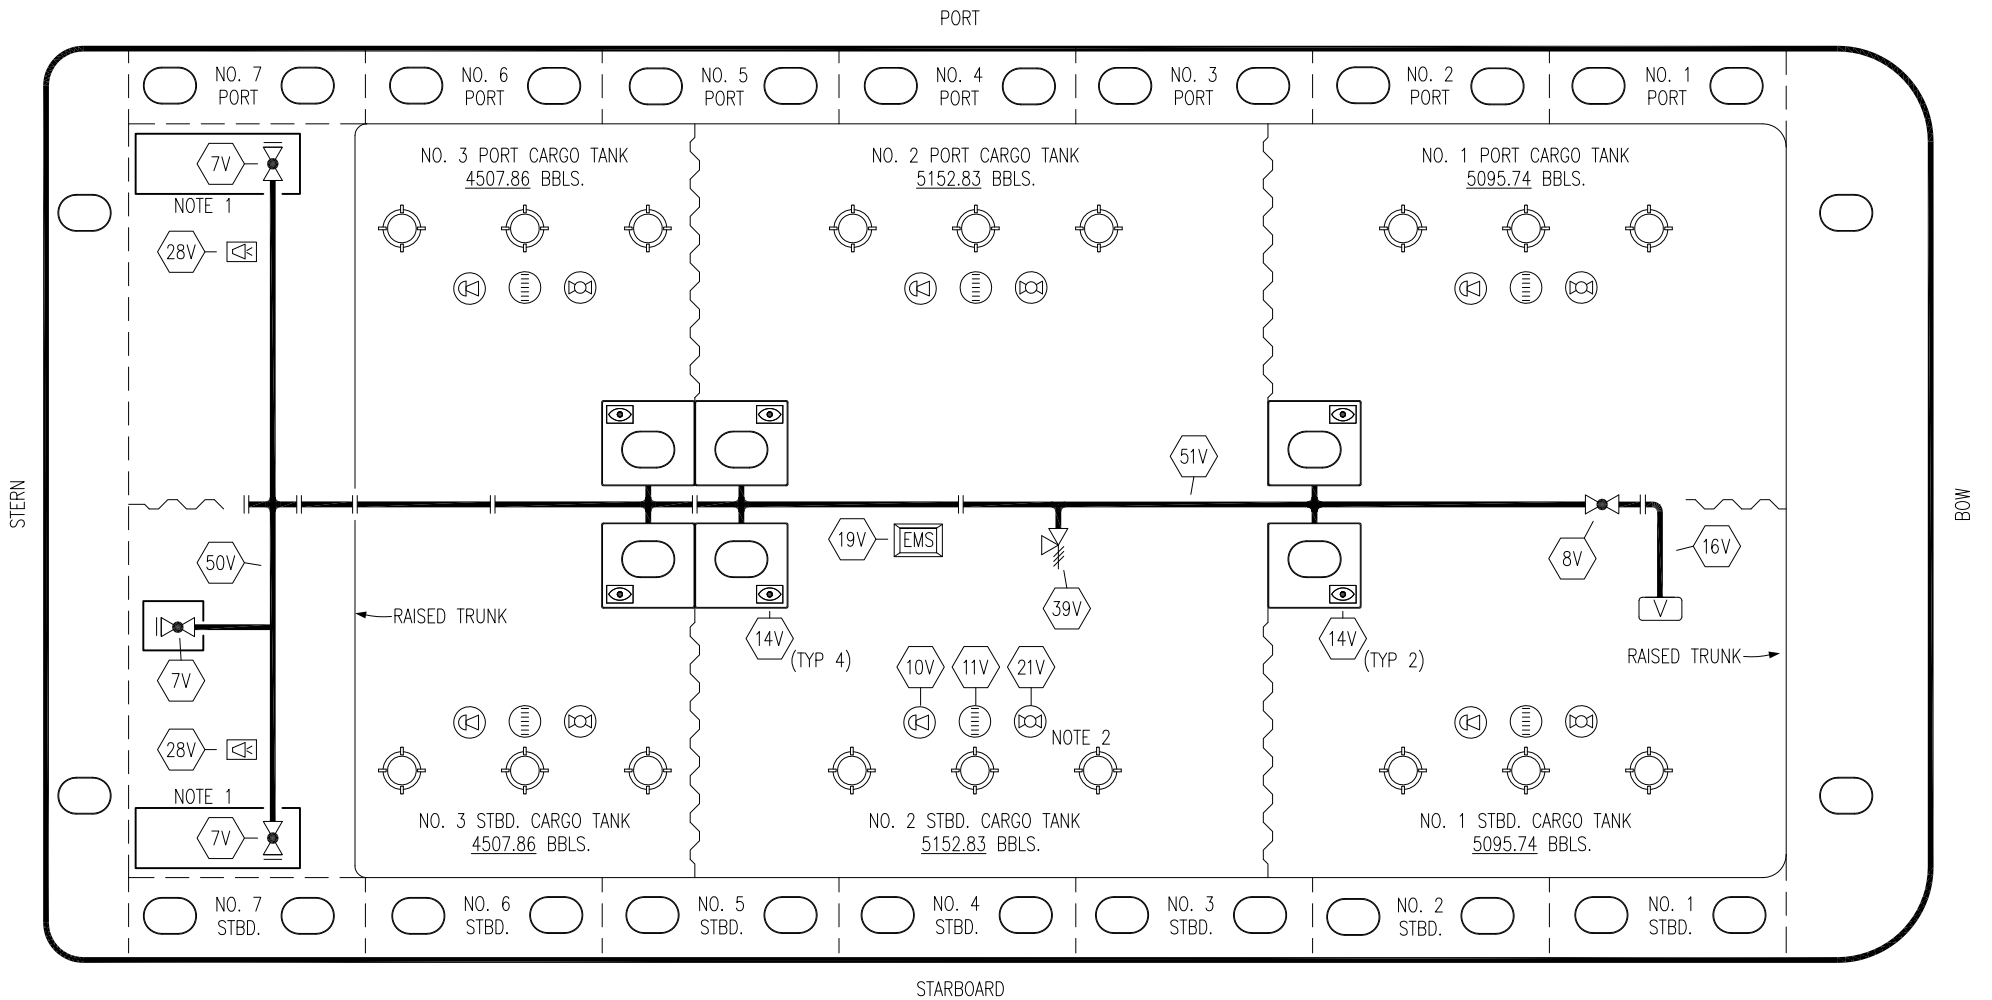 PORT
NO. 7
PORT
NO. 6
PORT
NO. 5
PORT
NO. 4
PORT
NO. 3
PORT
NO. 2
PORT
NO. 1
PORT
7V
NOTE 1
28V
NO. 3 PORT CARGO TANK
4507.86 BBLS.
NO. 2 PORT CARGO TANK
5152.83 BBLS.
NO. 1 PORT CARGO TANK
5095.74 BBLS.
51V
STERN
BOW
50V
19V
EMS
39V
8V
16V
V
RAISED TRUNK
14V
(TYP 4)
14V
(TYP 2)
RAISED TRUNK
7V
10V
11V
21V
NOTE 2
28V
NOTE 1
7V
NO. 3 STBD. CARGO TANK
4507.86 BBLS.
NO. 2 STBD. CARGO TANK
5152.83 BBLS.
NO. 1 STBD. CARGO TANK
5095.74 BBLS.
NO. 7
STBD.
NO. 6
STBD.
NO. 5
STBD.
NO. 4
STBD.
NO. 3
STBD.
NO. 2
STBD.
NO. 1
STBD.
STARBOARD